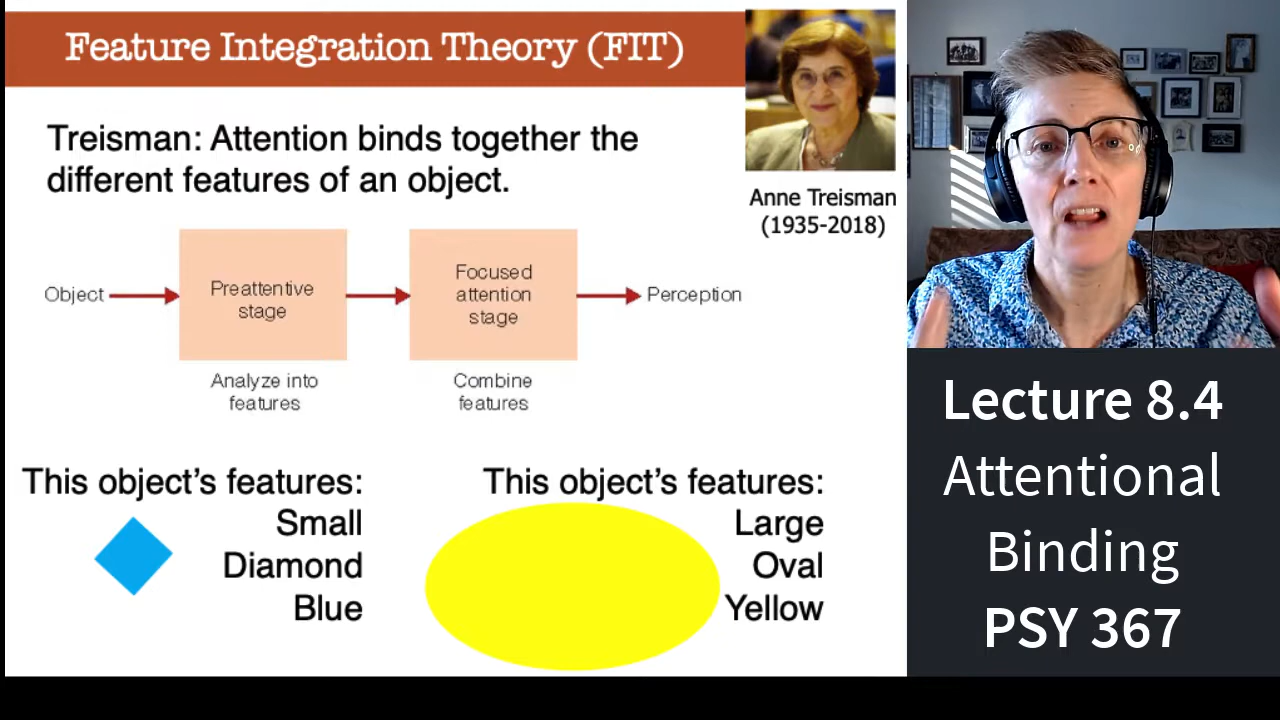 Feature Integration Theory (FIT)
Treisman: Attention binds together the
different features of an object.
Anne Treisman
(1935-2018)
Object
Preattentive
stage
Focused
attention
stage
Perception
Analyze into
features
Combine
features
This object's features:
Small
Diamond
Blue
This object's features:
Large
Oval
Yellow
Lecture 8.4
Attentional
Binding
PSY 367